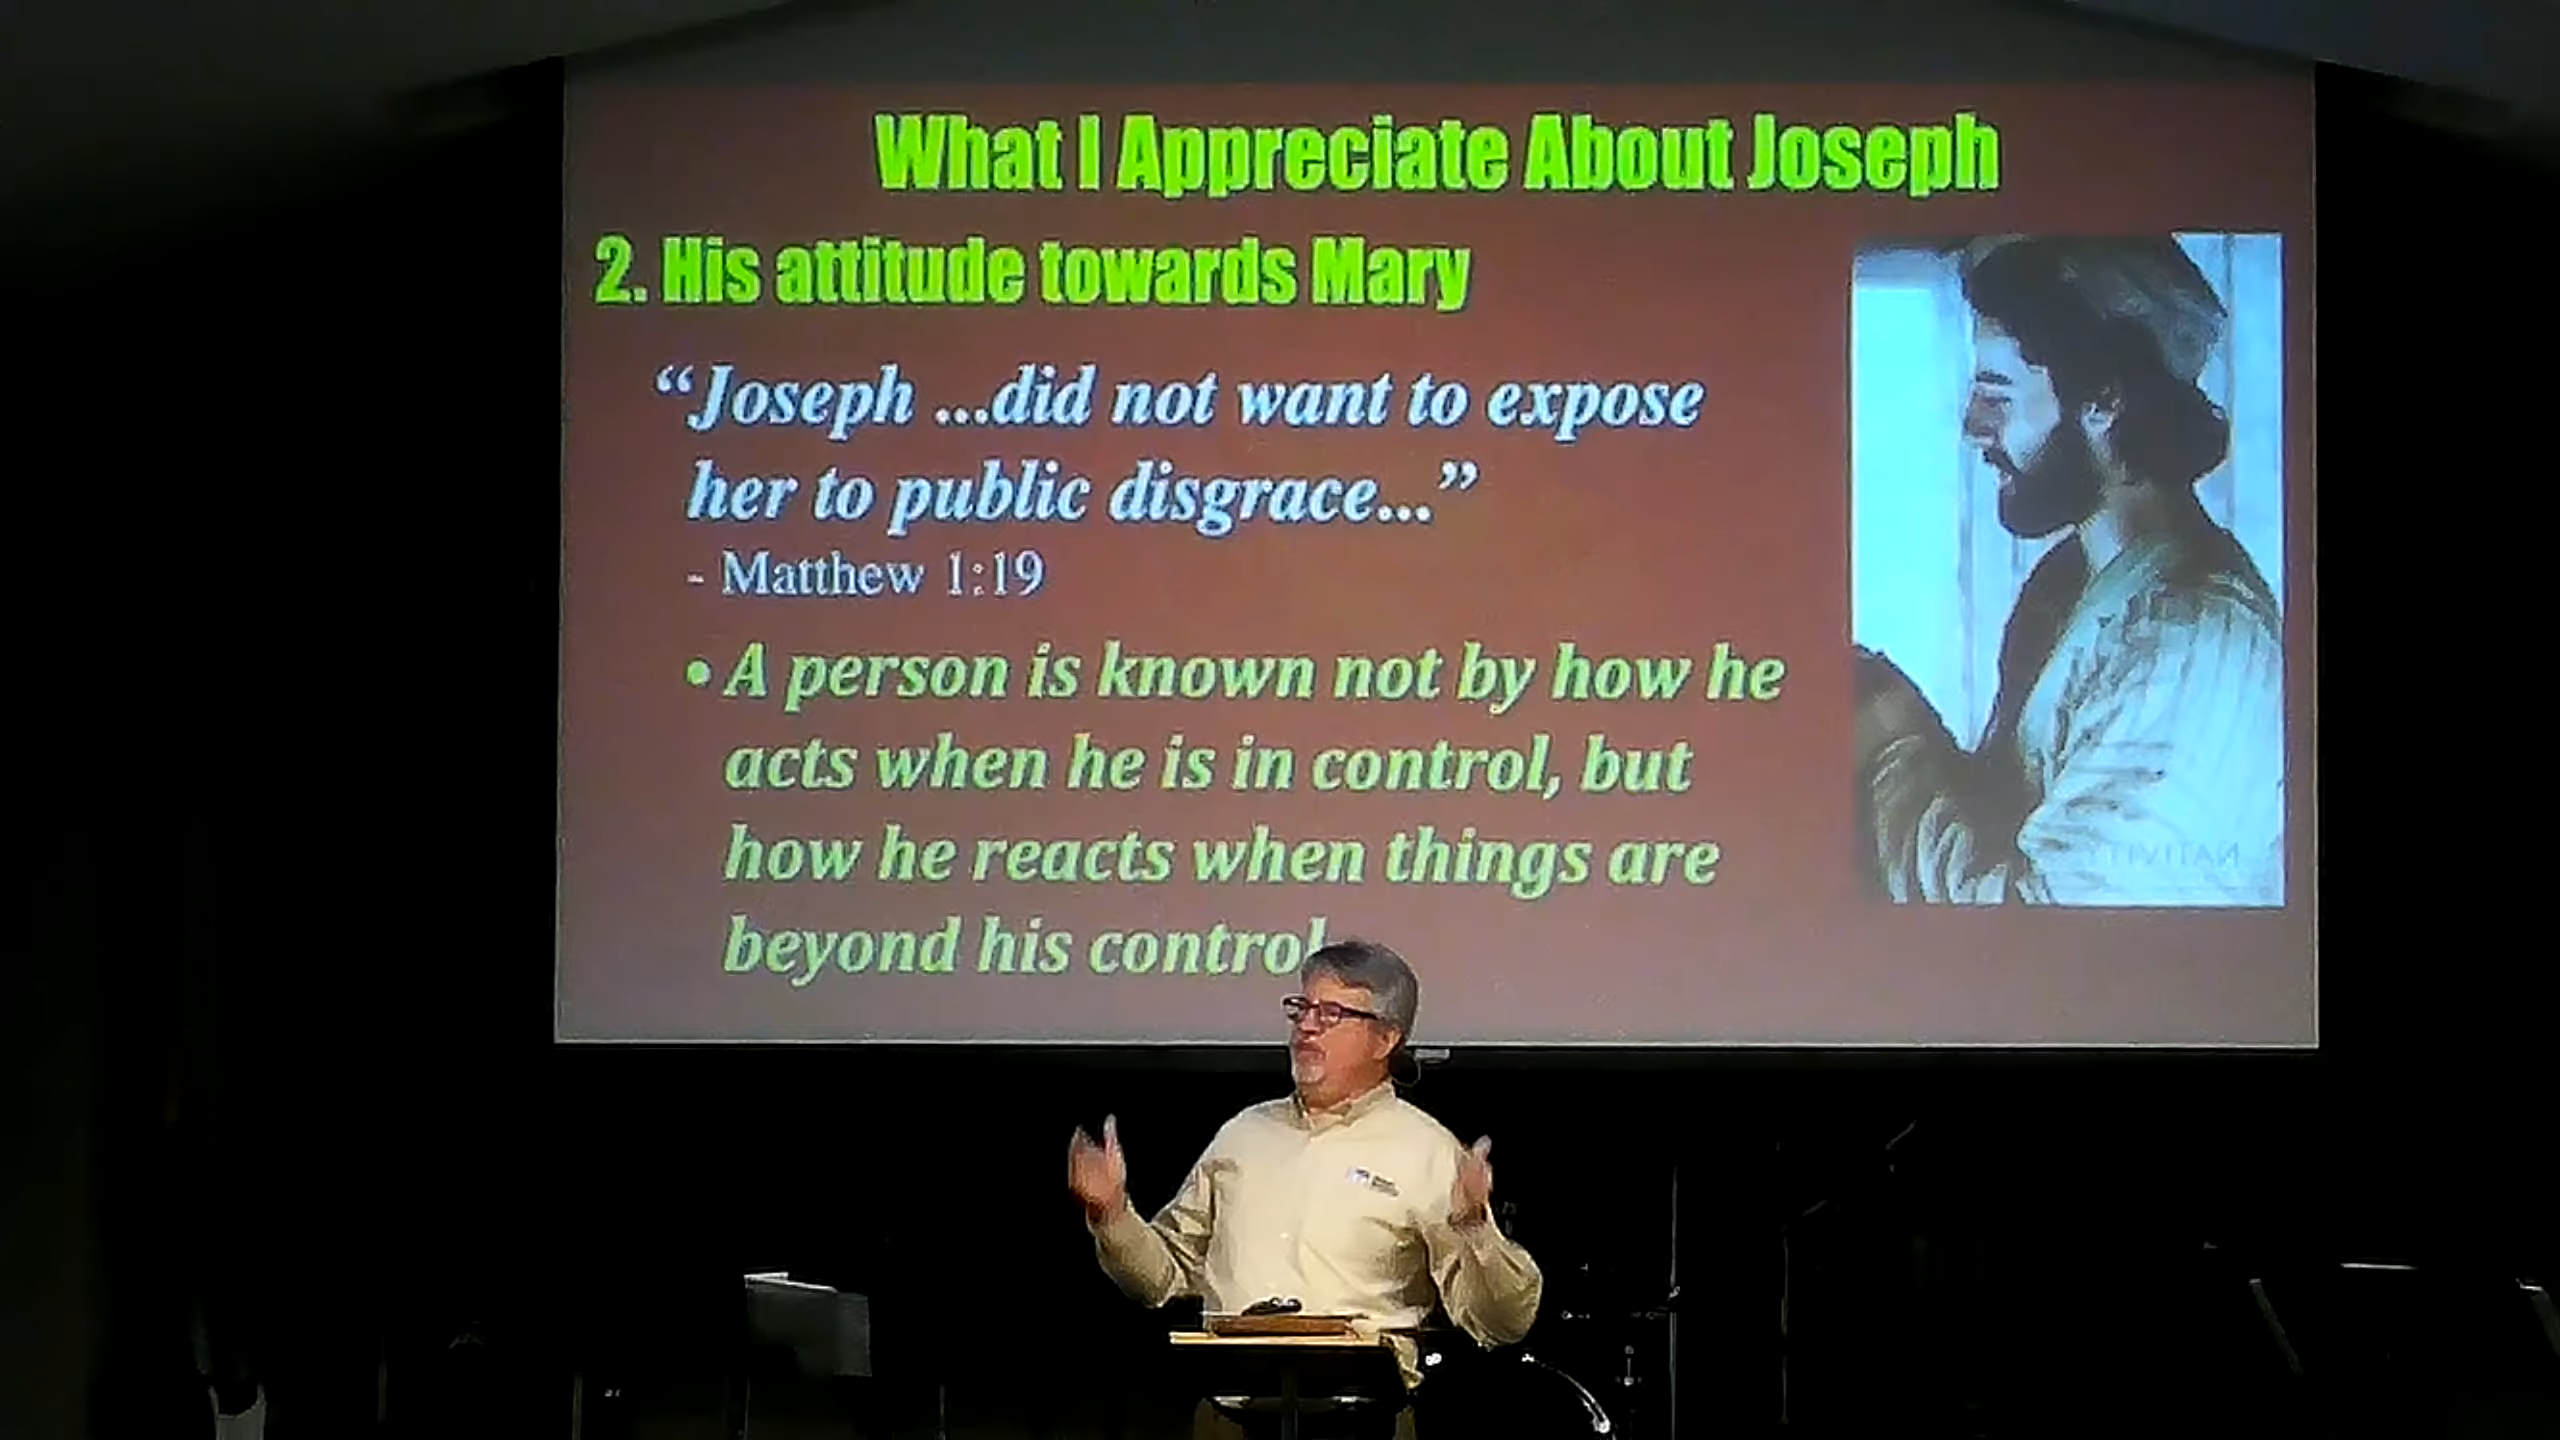 What I Appreciate About Joseph
2. His attitude towards Mary
“Joseph ...did not want to expose
her to public disgrace...”
- Matthew 1:19
• A person is known not by how he
acts when he is in control, but
how he reacts when things are
beyond his control
NATIVITY